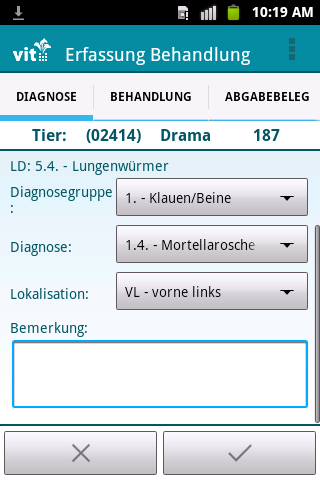 10:19 AM
vit Erfassung Behandlung
DIAGNOSE BEHANDLUNG ABGABEBELEG
Tier: (02414) Drama 187
LD: 5.4. - Lungenwürmer
Diagnosegruppe
: 1. - Klauen/Beine
Diagnose: 1.4. - Mortellarosche
Lokalisation: VL - vorne links
Bemerkung: